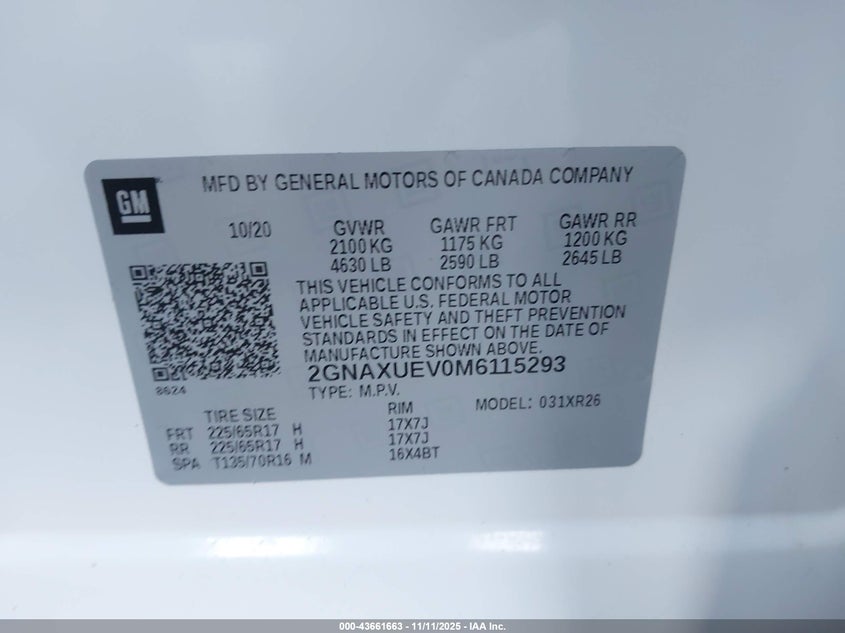 GM
MFD BY GENERAL MOTORS OF CANADA COMPANY
10/20 GVWR GAWR FRT GAWR RR
2100 KG 1175 KG 1200 KG
4630 LB 2590 LB 2645 LB
THIS VEHICLE CONFORMS TO ALL
APPLICABLE U.S. FEDERAL MOTOR
VEHICLE SAFETY AND THEFT PREVENTION
STANDARDS IN EFFECT ON THE DATE OF
MANUFACTURE SHOWN ABOVE.
2GNAXUEV0M6115293
8624 TYPE: M.P.V. MODEL: 031XR26
TIRE SIZE RIM
FRT 225/65R17 H 17X7J
RR 225/65R17 H 17X7J
SPA T135/70R16 M 16X4BT
000-43661663 - 11/11/2025 - IAA Inc.